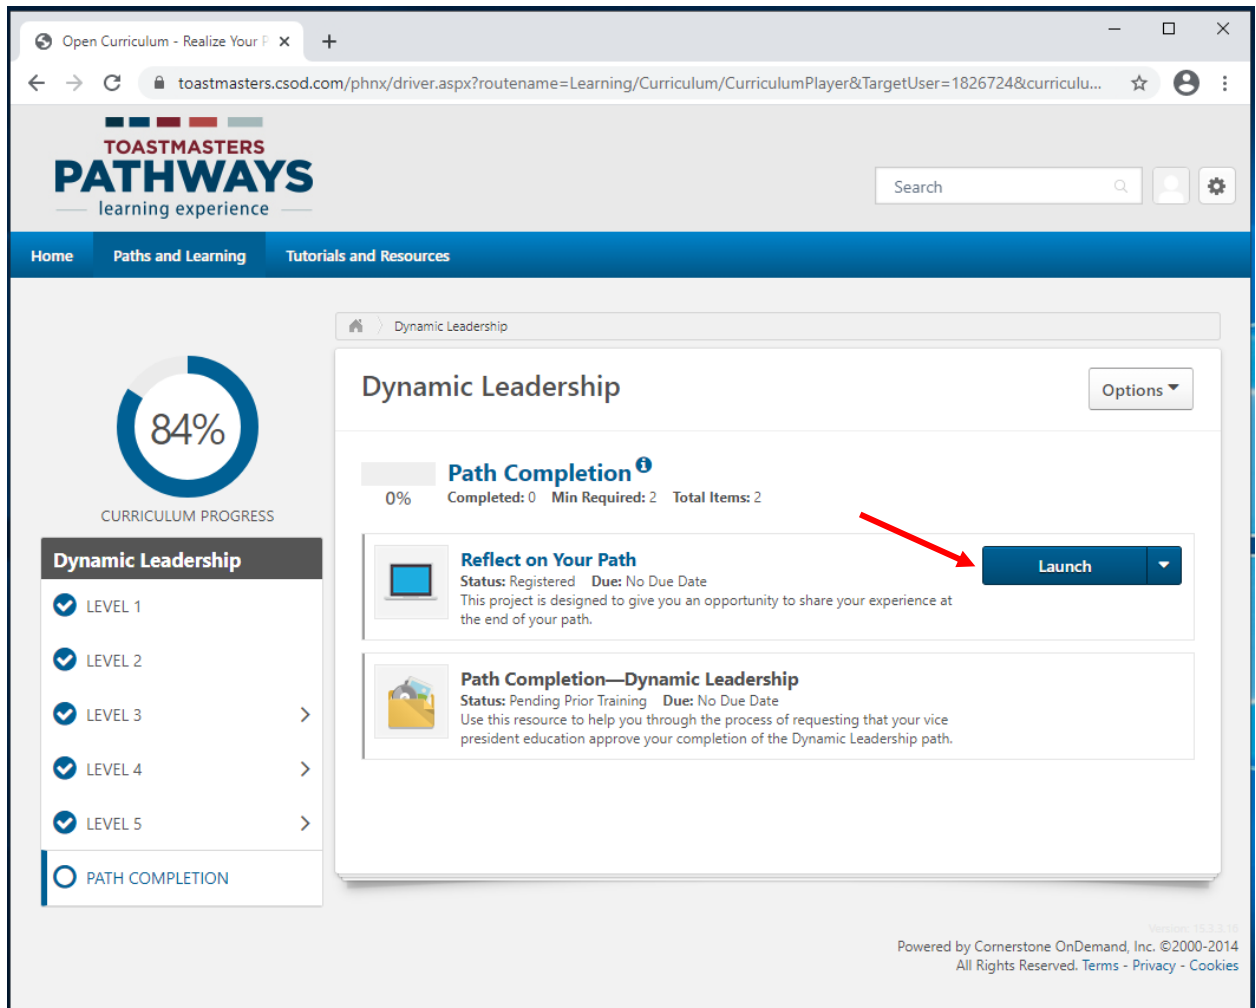 Open Curriculum - Realize Your P
toastmasters.csod.com/phnx/driver.aspx?routename=Learning/Curriculum/CurriculumPlayer&TargetUser=1826724&curriculu...
TOASTMASTERS
PATHWAYS
learning experience
Search
Home Paths and Learning Tutorials and Resources
Dynamic Leadership
84%
CURRICULUM PROGRESS
Dynamic Leadership
LEVEL 1
LEVEL 2
LEVEL 3
LEVEL 4
LEVEL 5
PATH COMPLETION
Dynamic Leadership
Options
Path Completion
0% Completed: 0 Min Required: 2 Total Items: 2
Reflect on Your Path
Status: Registered Due: No Due Date
This project is designed to give you an opportunity to share your experience at
the end of your path.
Launch
Path Completion—Dynamic Leadership
Status: Pending Prior Training Due: No Due Date
Use this resource to help you through the process of requesting that your vice
president education approve your completion of the Dynamic Leadership path.
Powered by Cornerstone OnDemand, Inc. ©2000-2014
All Rights Reserved. Terms - Privacy - Cookies